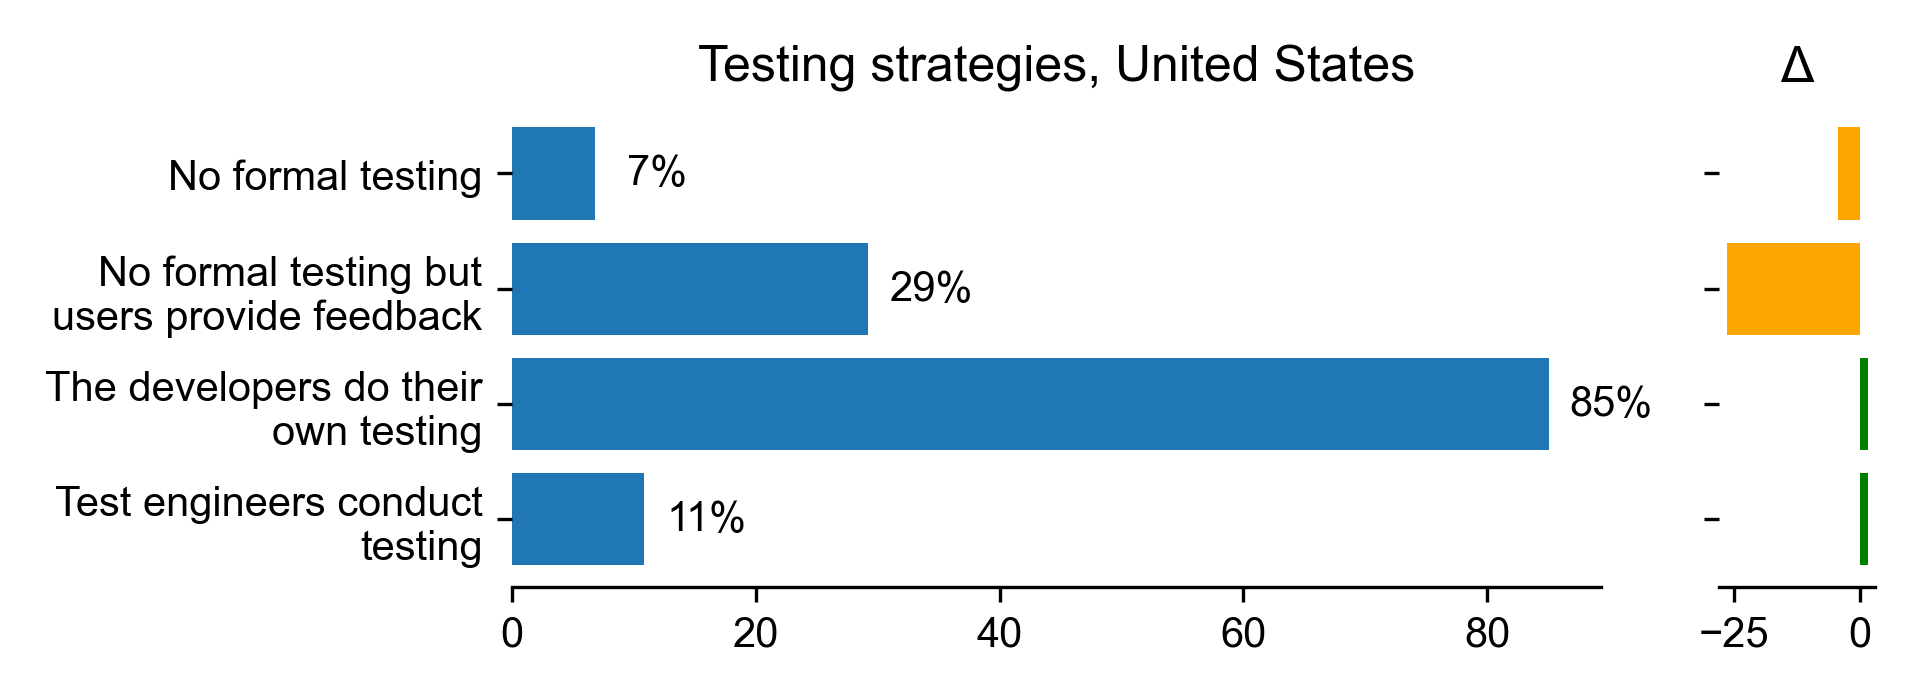 Testing strategies, United States
Δ
No formal testing
7%
No formal testing but
users provide feedback
29%
The developers do their
own testing
85%
Test engineers conduct
testing
11%
0 20 40 60 80
−25 0